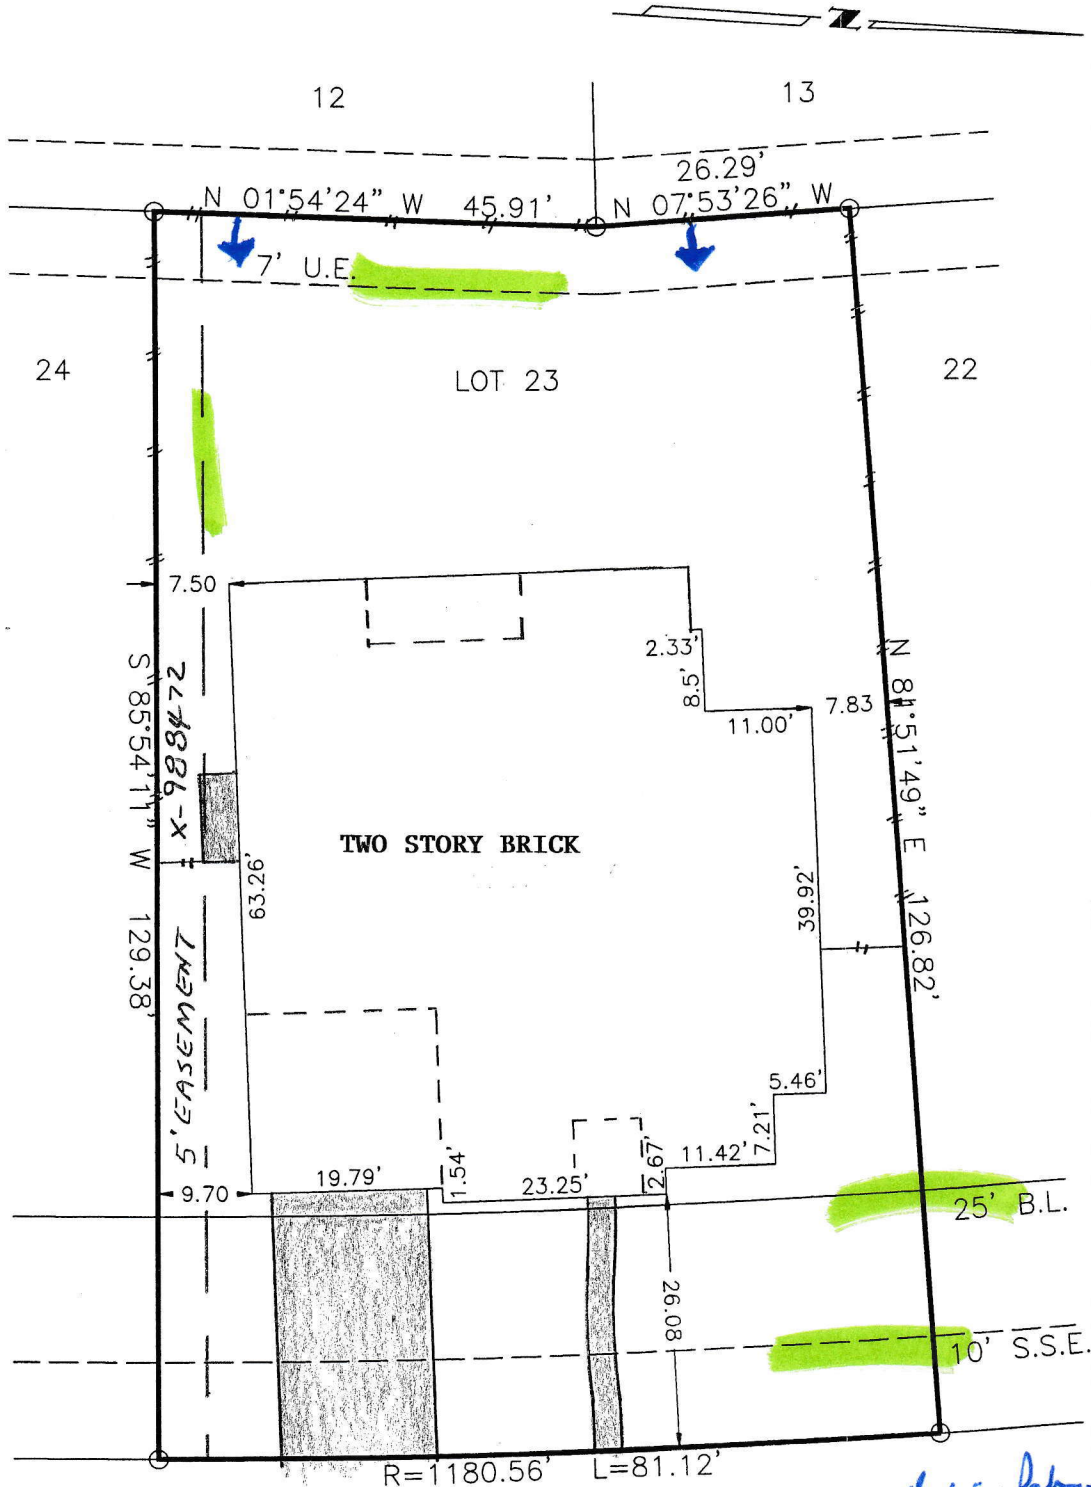 N
12
13
26.29'
N 01°54'24" W 45.91'
N 07°53'26" W
7' U.E.
24
LOT 23
22
7.50
2.33'
8.5'
11.00'
7.83
N 81°51'49" E 126.82'
S 85°54'11" W 129.38'
X-988472
TWO STORY BRICK
63.26'
39.92'
5' EASEMENT
5.46'
7.21'
11.42'
2.67'
1.54'
19.79'
23.25'
9.70
25' B.L.
26.08
10' S.S.E.
R=1180.56' L=81.12'